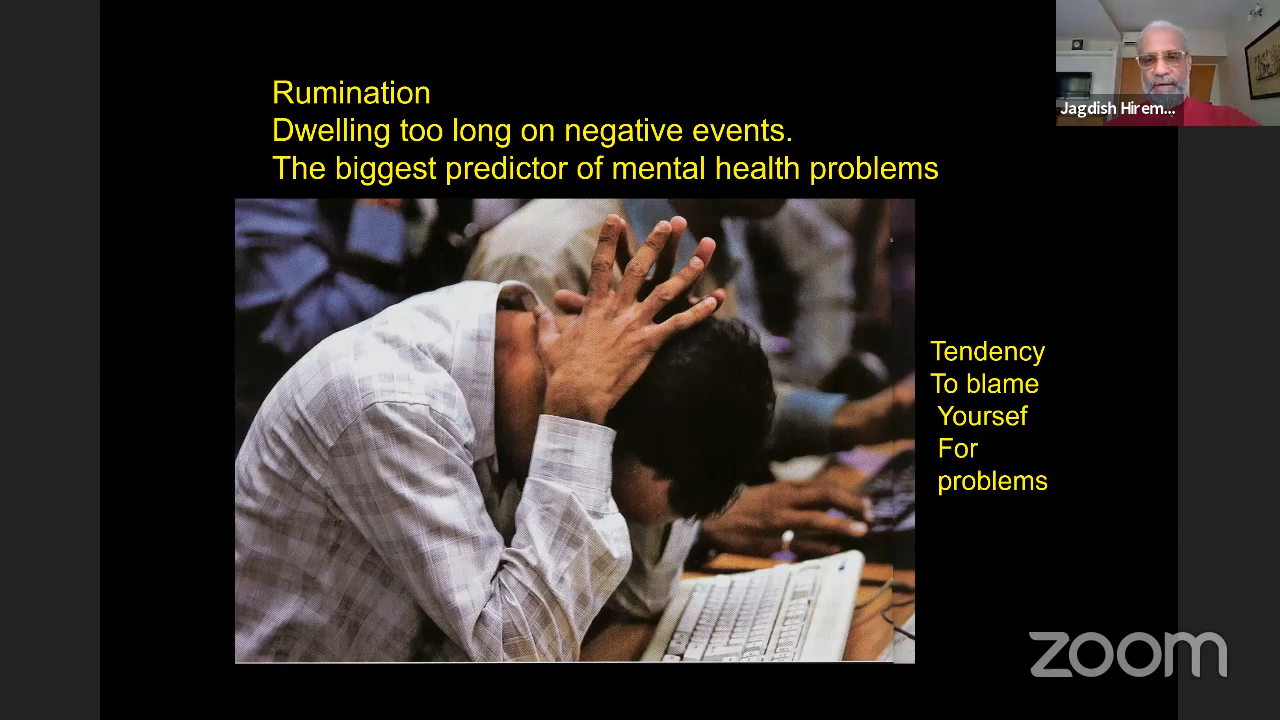 Rumination
Dwelling too long on negative events.
The biggest predictor of mental health problems
Jagdish Hirem...
Tendency
To blame
Yoursef
For
problems
zoom